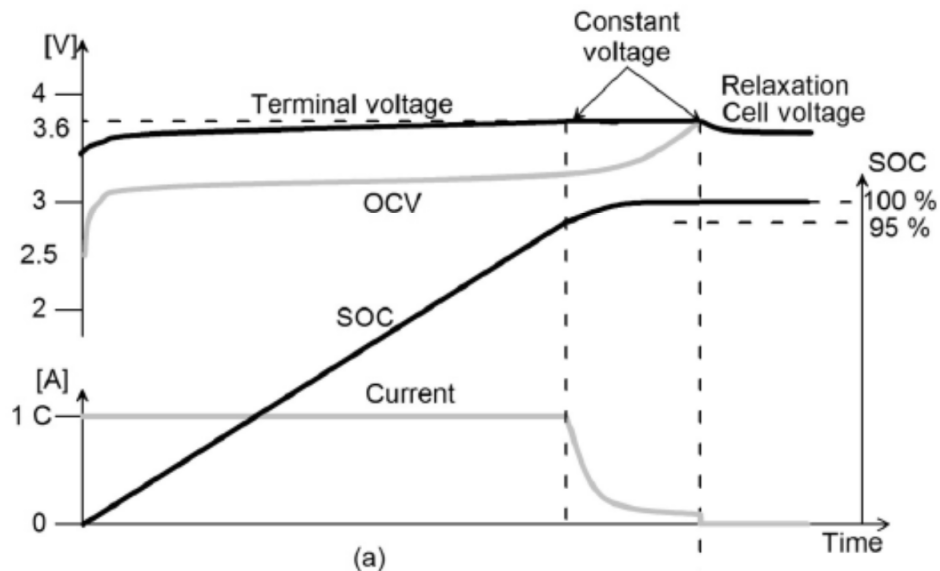 [V]
Constant
voltage
4
3.6
Terminal voltage
Relaxation
Cell voltage
SOC
3
OCV
100 %
95 %
2.5
2
SOC
[A]
1 C
Current
0
Time
(a)